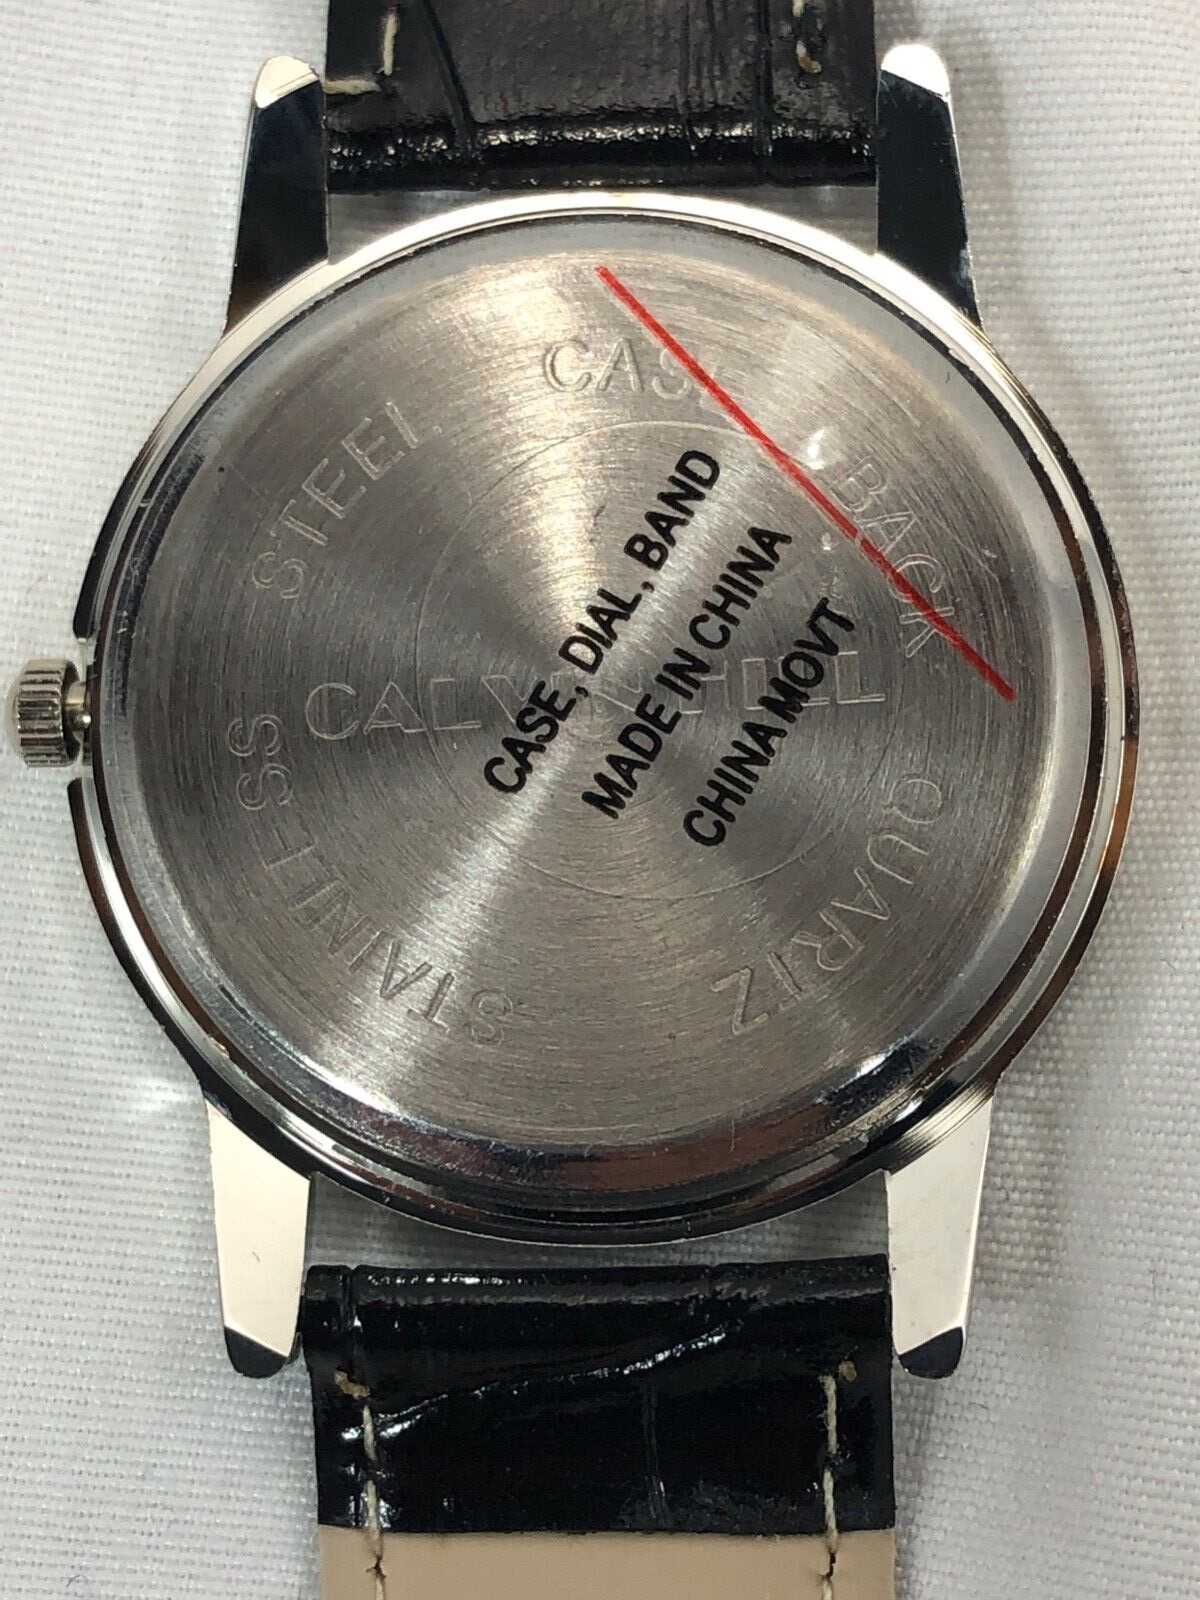 CASE BACK
QUARTZ
STAINLESS
STEEL
CASE, DIAL, BAND
MADE IN CHINA
CHINA MOVT